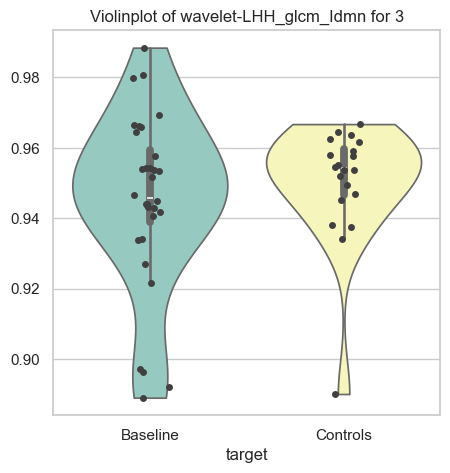 Violinplot of wavelet-LHH_glcm_Idmn for 3
0.98
0.96
0.94
0.92
0.90
Baseline
Controls
target